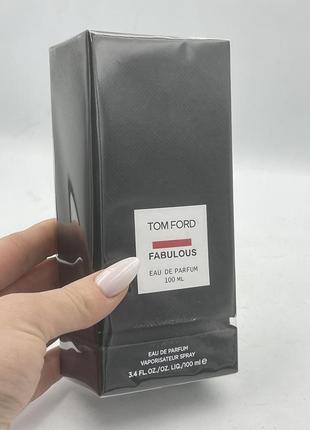 TOM FORD
FABULOUS
EAU DE PARFUM
100 ML
EAU DE PARFUM
VAPORISATEUR SPRAY
3.4 FL. OZ./OZ. LIQ./100 ml e